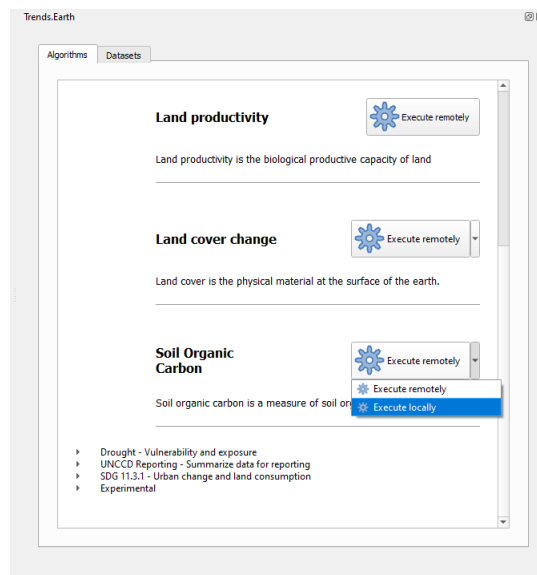 Trends.Earth
Algorithms Datasets
Land productivity
Execute remotely
Land productivity is the biological productive capacity of land
Land cover change
Execute remotely
Land cover is the physical material at the surface of the earth.
Soil Organic
Carbon
Execute remotely
Execute remotely
Execute locally
Soil organic carbon is a measure of soil
Drought - Vulnerability and exposure
UNCCD Reporting - Summarize data for reporting
SDG 11.3.1 - Urban change and land consumption
Experimental